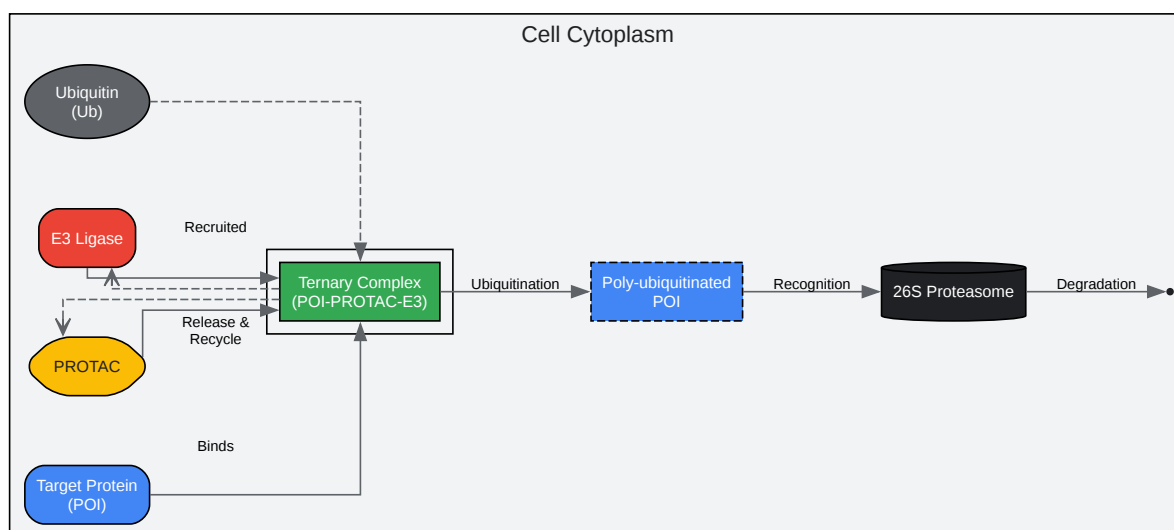 Cell Cytoplasm
Ubiquitin
(Ub)
E3 Ligase
Recruited
Ternary Complex
(POI-PROTAC-E3)
Ubiquitination
Poly-ubiquitinated
POI
Recognition
26S Proteasome
Degradation
Release &
Recycle
PROTAC
Binds
Target Protein
(POI)